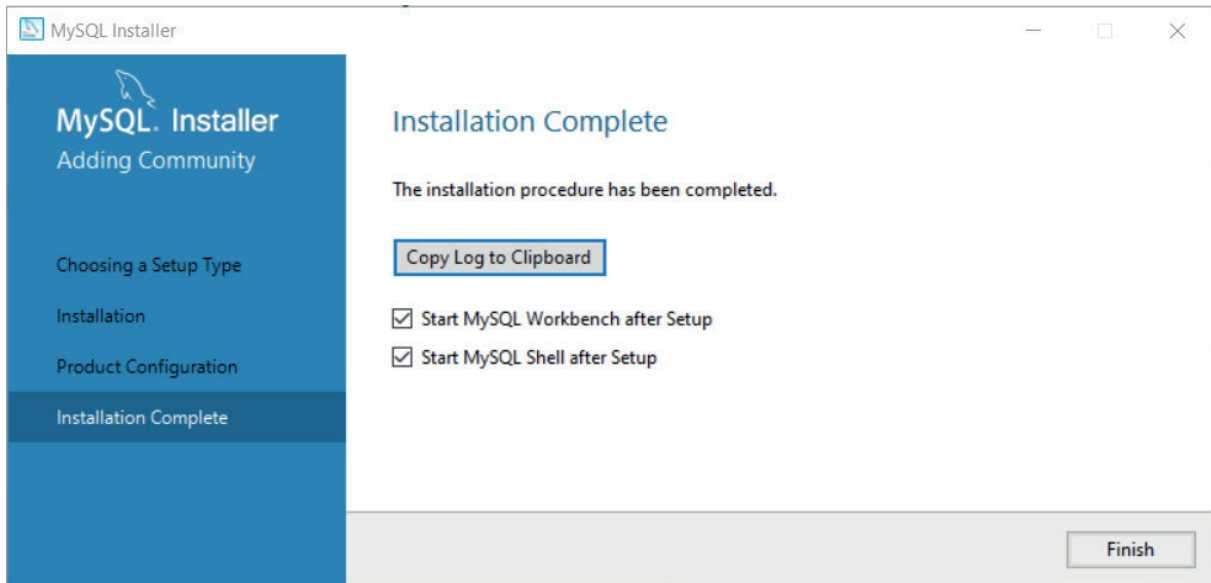 MySQL Installer
MySQL. Installer
Adding Community
Choosing a Setup Type
Installation
Product Configuration
Installation Complete
Installation Complete
The installation procedure has been completed.
Copy Log to Clipboard
Start MySQL Workbench after Setup
Start MySQL Shell after Setup
Finish